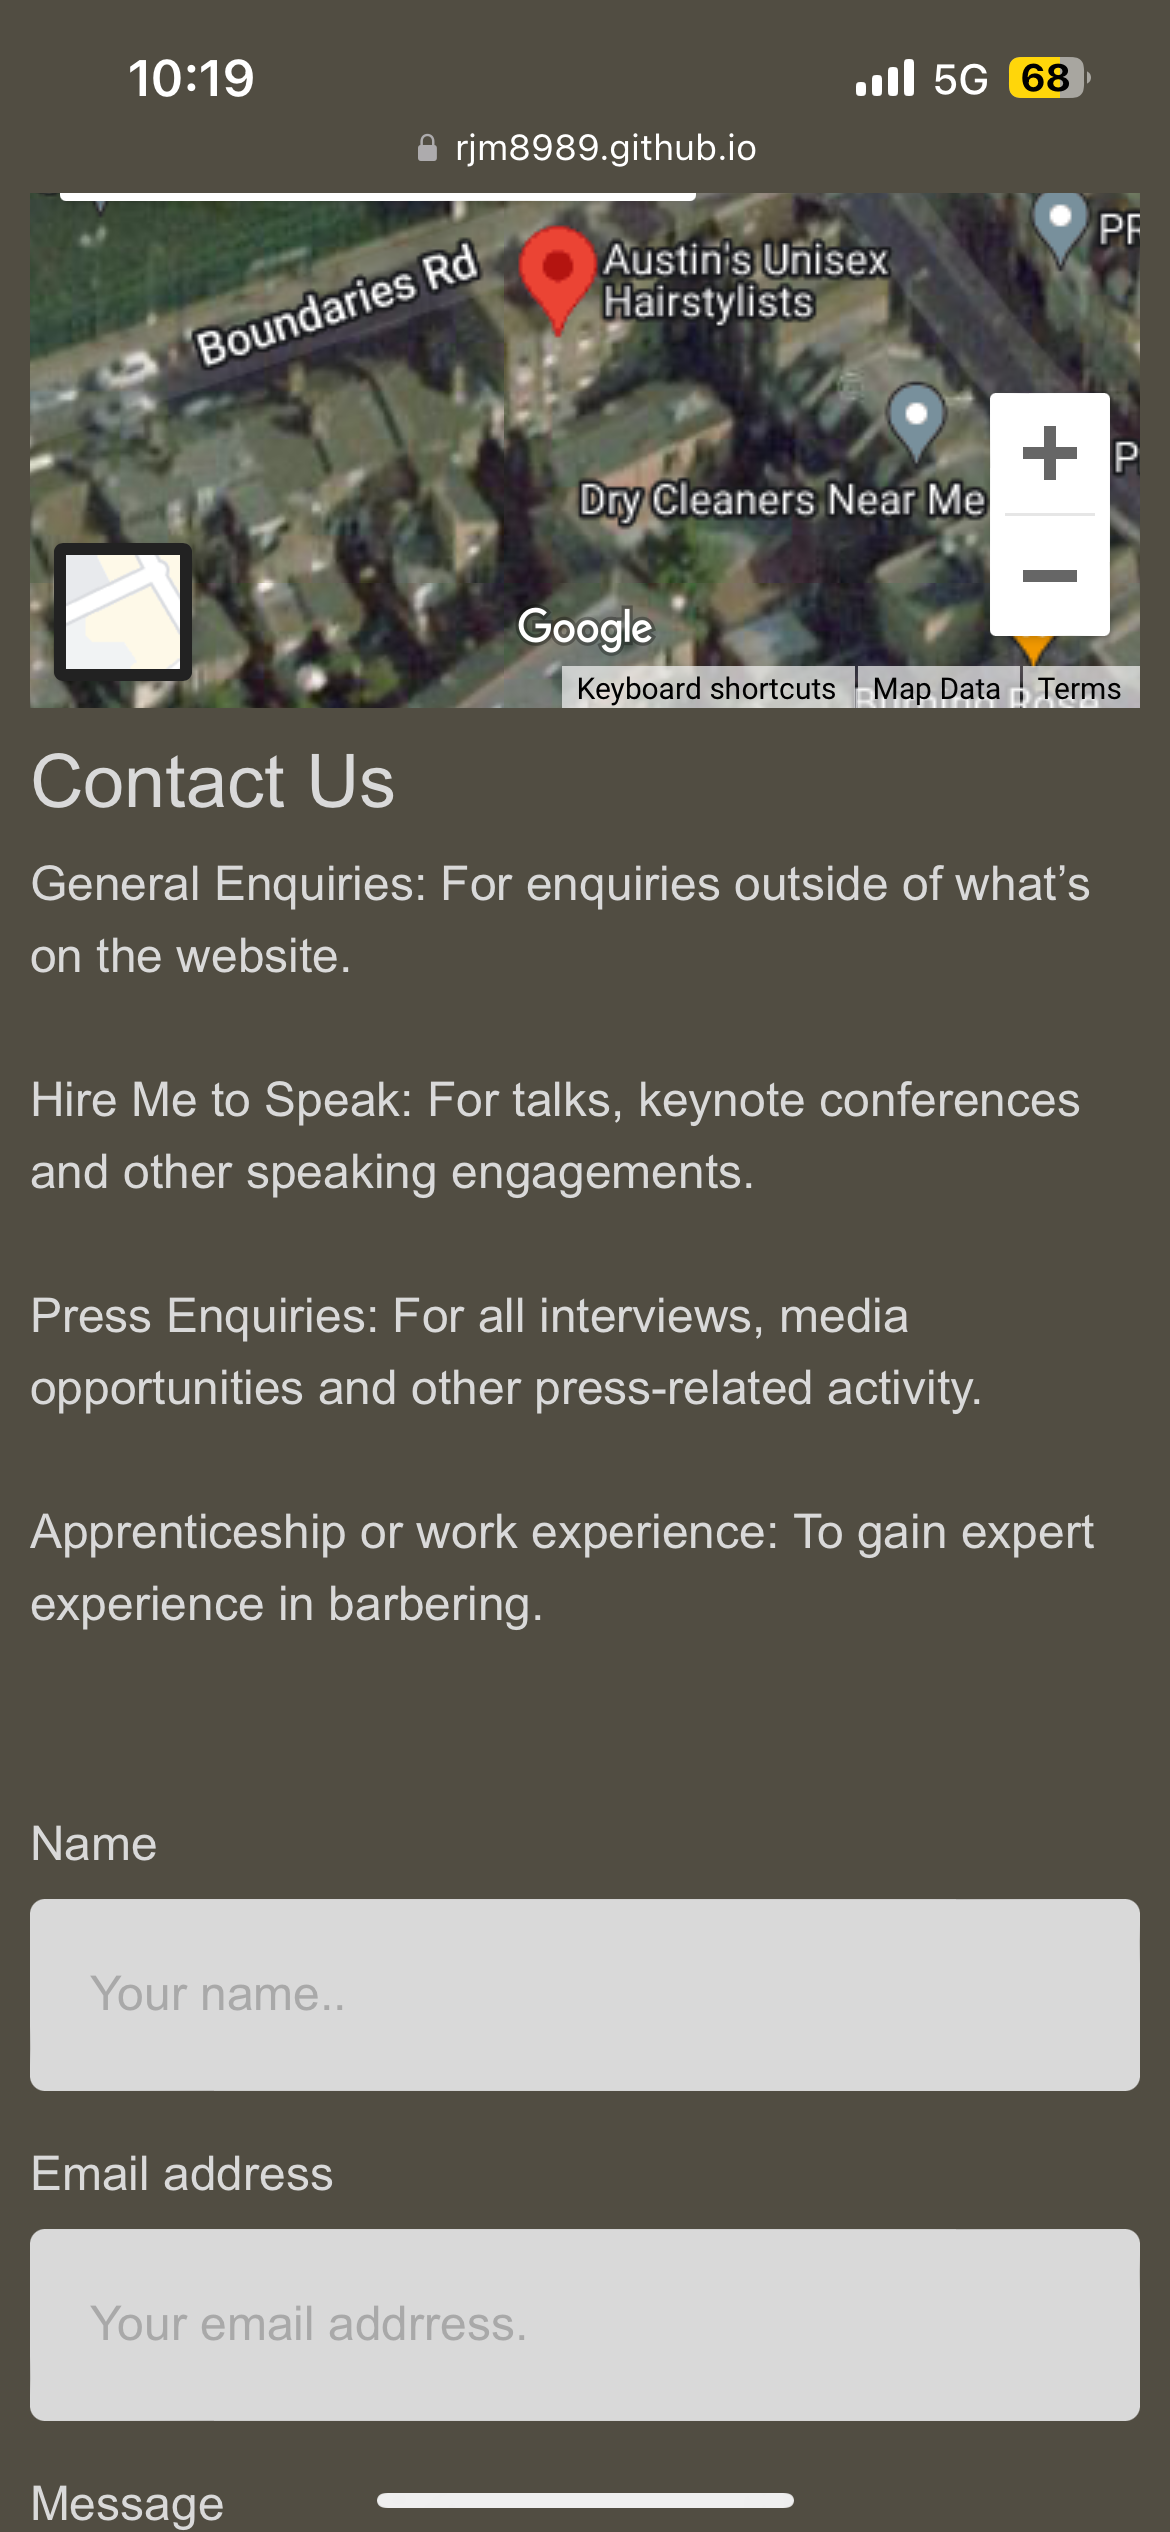 10:19
5G 68
rjm8989.github.io
PR
Boundaries Rd
Austin's Unisex
Hairstylists
P
Dry Cleaners Near Me
Google
Keyboard shortcuts Map Data Terms
Burning Rose
Contact Us
General Enquiries: For enquiries outside of what’s
on the website.
Hire Me to Speak: For talks, keynote conferences
and other speaking engagements.
Press Enquiries: For all interviews, media
opportunities and other press-related activity.
Apprenticeship or work experience: To gain expert
experience in barbering.
Name
Your name..
Email address
Your email addrress.
Message